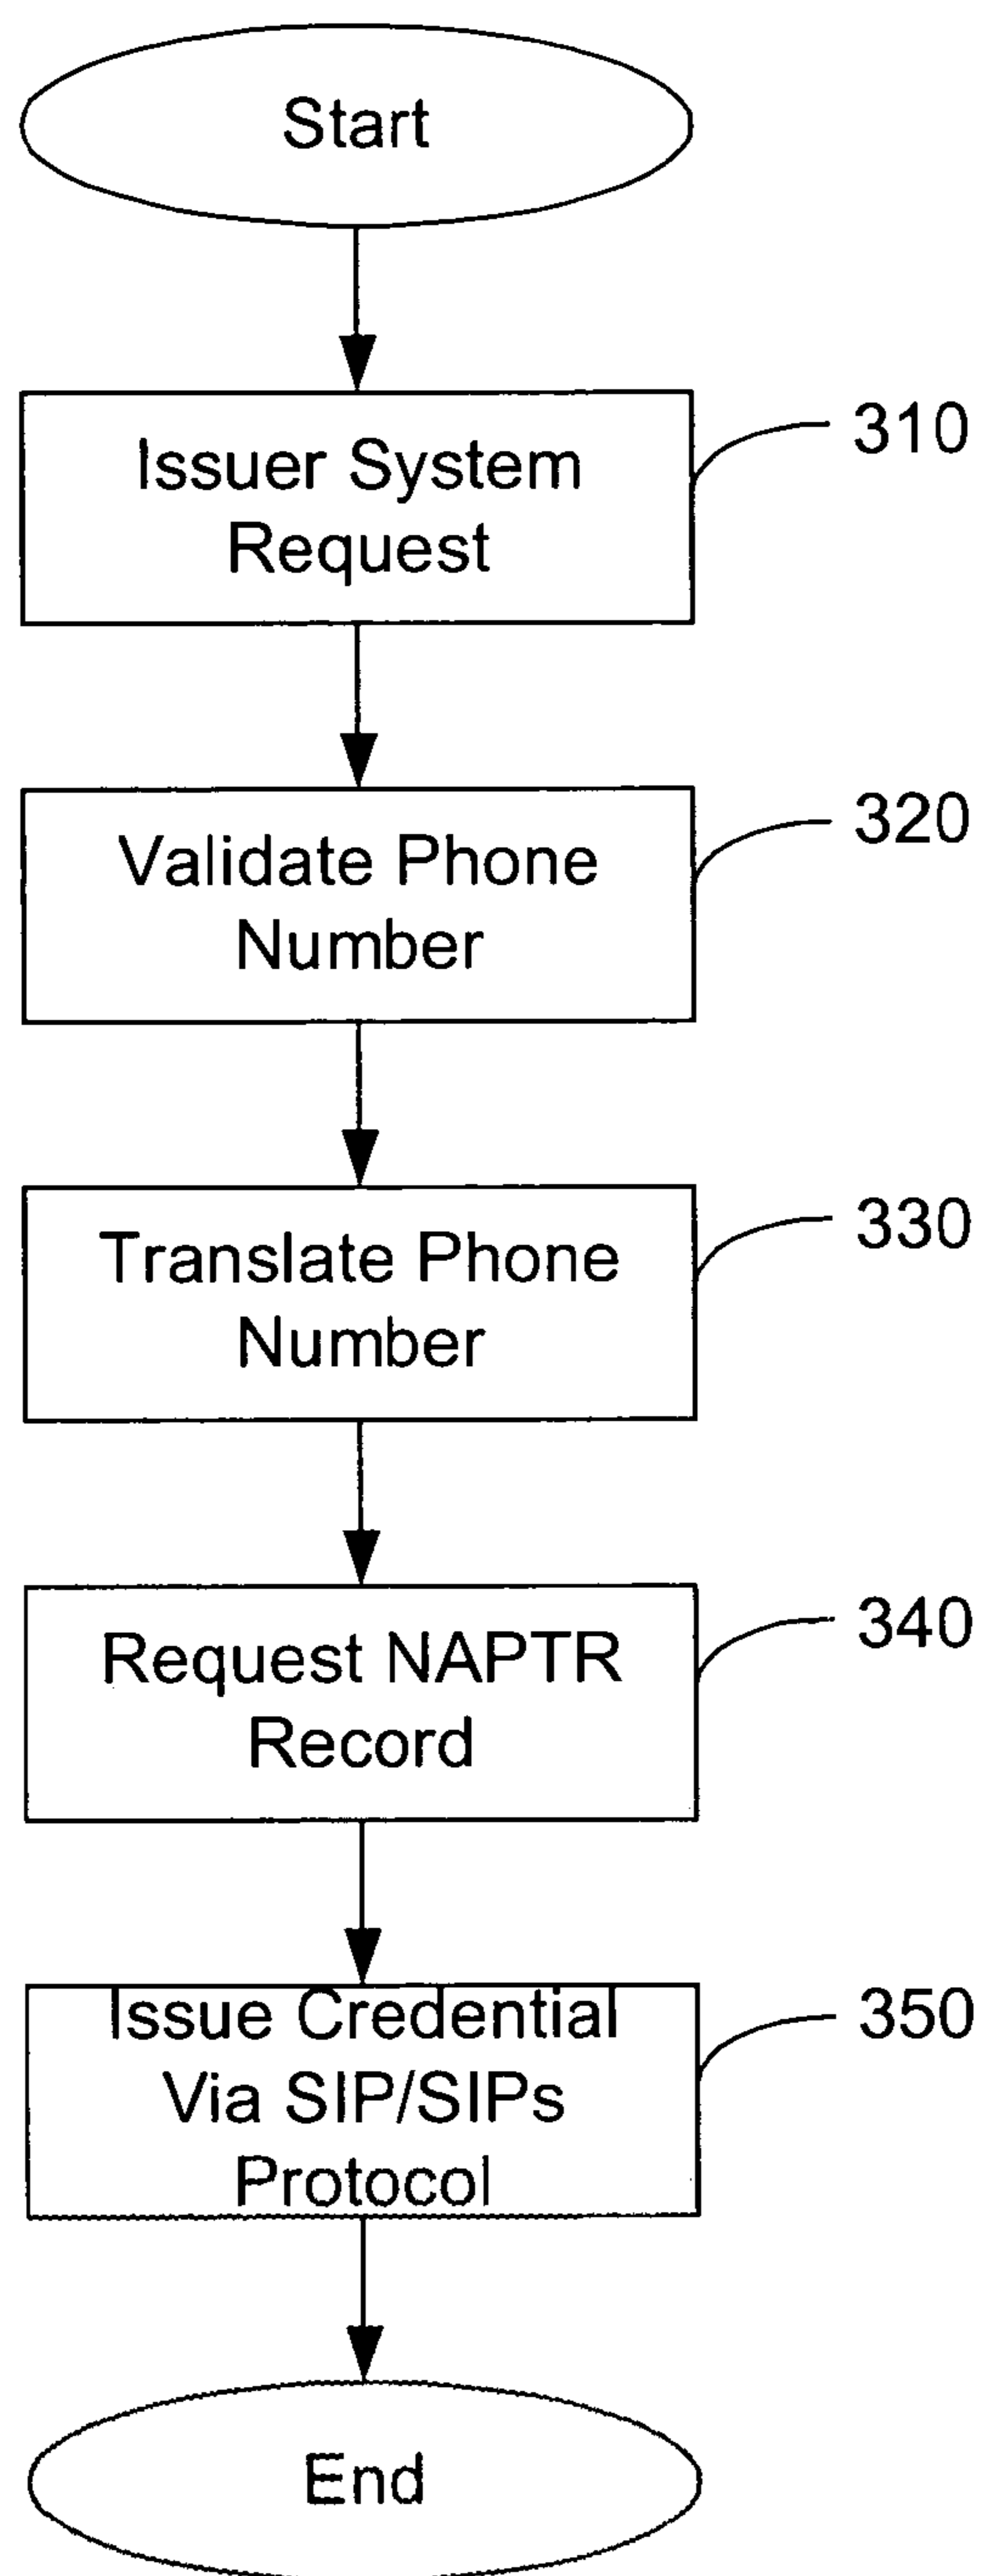 Start
Issuer System
Request
310
Validate Phone
Number
320
Translate Phone
Number
330
Request NAPTR
Record
340
Issue Credential
Via SIP/SIPs
Protocol
350
End